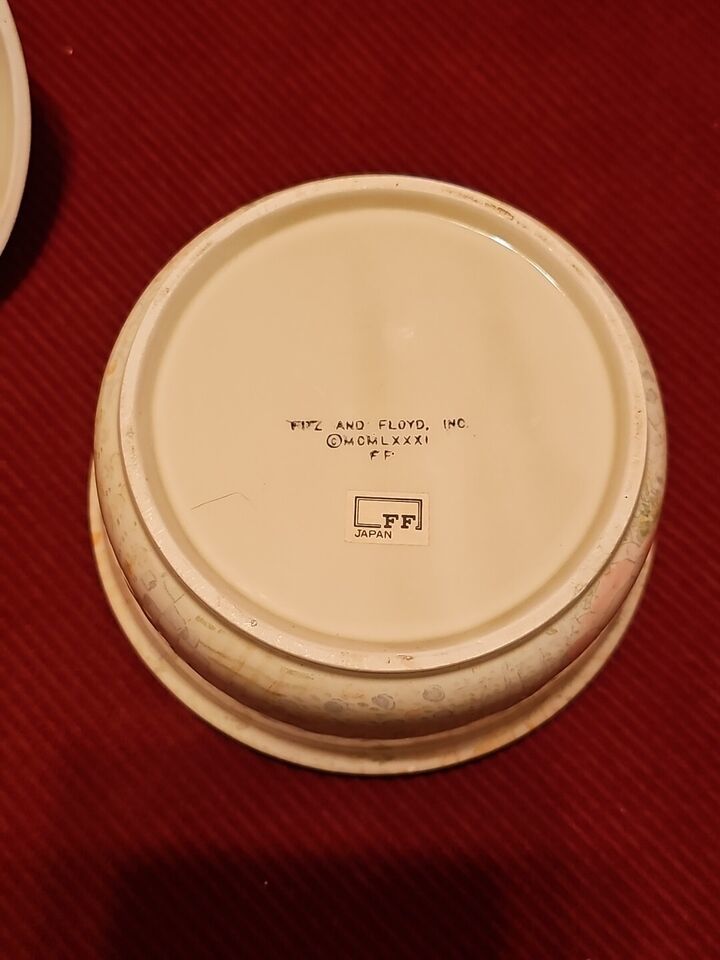 FITZ AND FLOYD, INC.
©MCMLXXXI
FF
FF
JAPAN